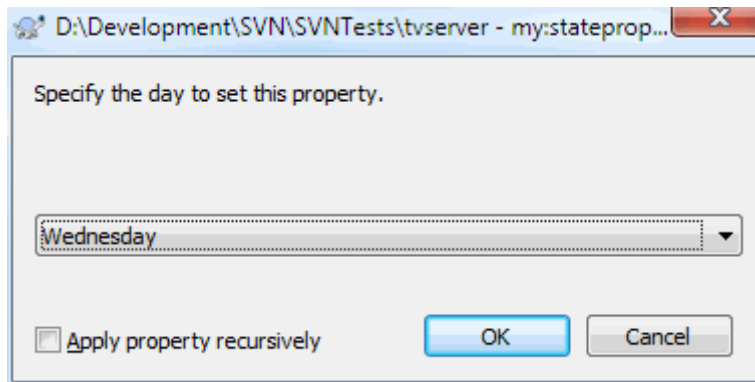 D:\Development\SVN\SVNTests\tvserver - my:stateprop...
Specify the day to set this property.
Wednesday
Apply property recursively
OK
Cancel